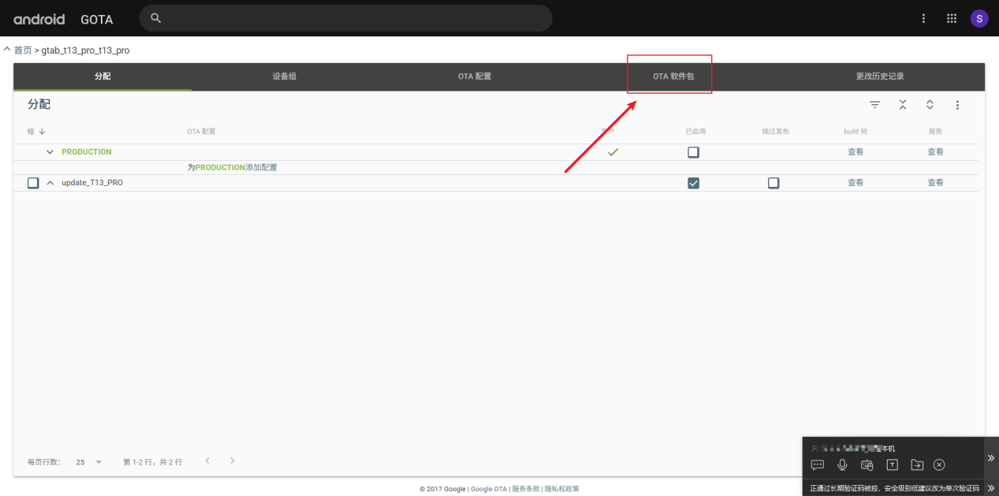 android GOTA S
首页 > gtab_t13_pro_t13_pro
分配 设备组 OTA 配置 OTA 软件包 更改历史记录
分配
组 OTA 配置 已启用 绕过发布 build 树 报告
PRODUCTION 查看 查看
为PRODUCTION添加配置
update_T13_PRO 查看 查看
本机
每页行数: 25 第 1-2 行，共 2 行
正通过长期验证码被控，安全级别低建议改为单次验证码
© 2017 Google | Google OTA | 服务条款 | 隐私权政策